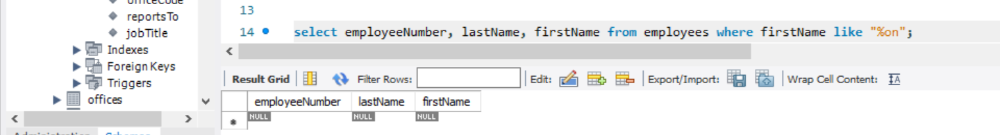 officeCode
reportsTo
jobTitle
Indexes
Foreign Keys
Triggers
offices
Administration Schemas
13
14 select employeeNumber, lastName, firstName from employees where firstName like "%on";
Result Grid Filter Rows: Edit: Export/Import: Wrap Cell Content: IA
employeeNumber lastName firstName
NULL NULL NULL